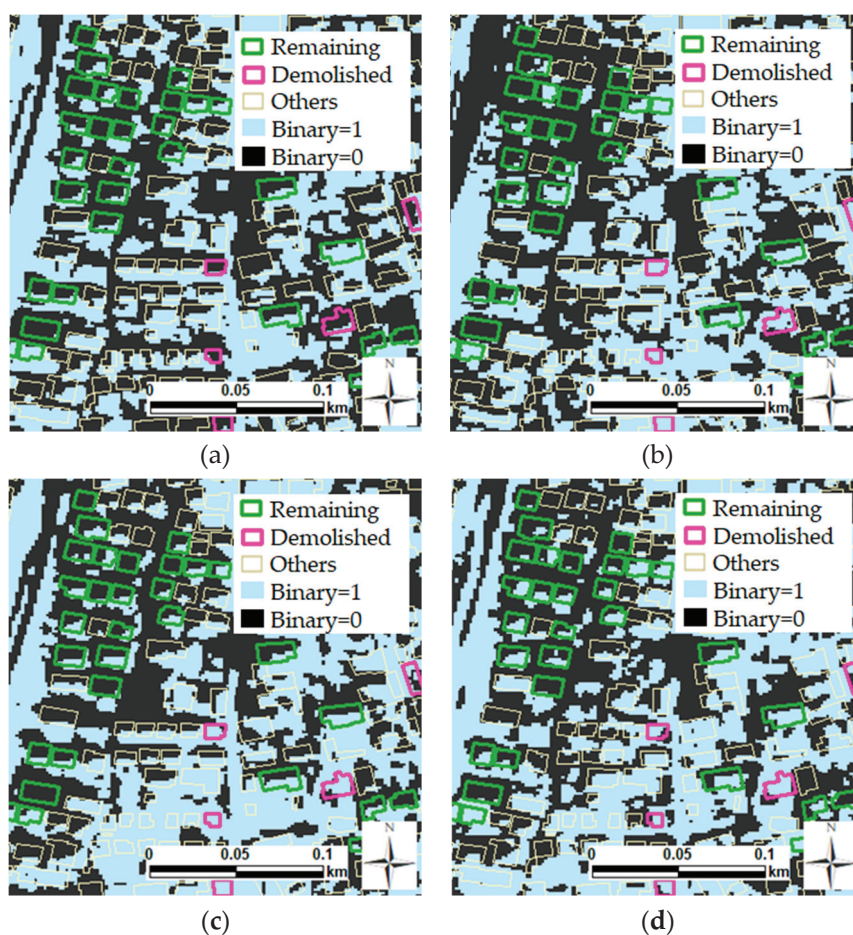 Remaining
Demolished
Others
Binary=1
Binary=0
N
0 0.05 0.1
km
(a)
Remaining
Demolished
Others
Binary=1
Binary=0
N
0 0.05 0.1
km
(b)
Remaining
Demolished
Others
Binary=1
Binary=0
N
0 0.05 0.1
km
(c)
Remaining
Demolished
Others
Binary=1
Binary=0
N
0 0.05 0.1
km
(d)